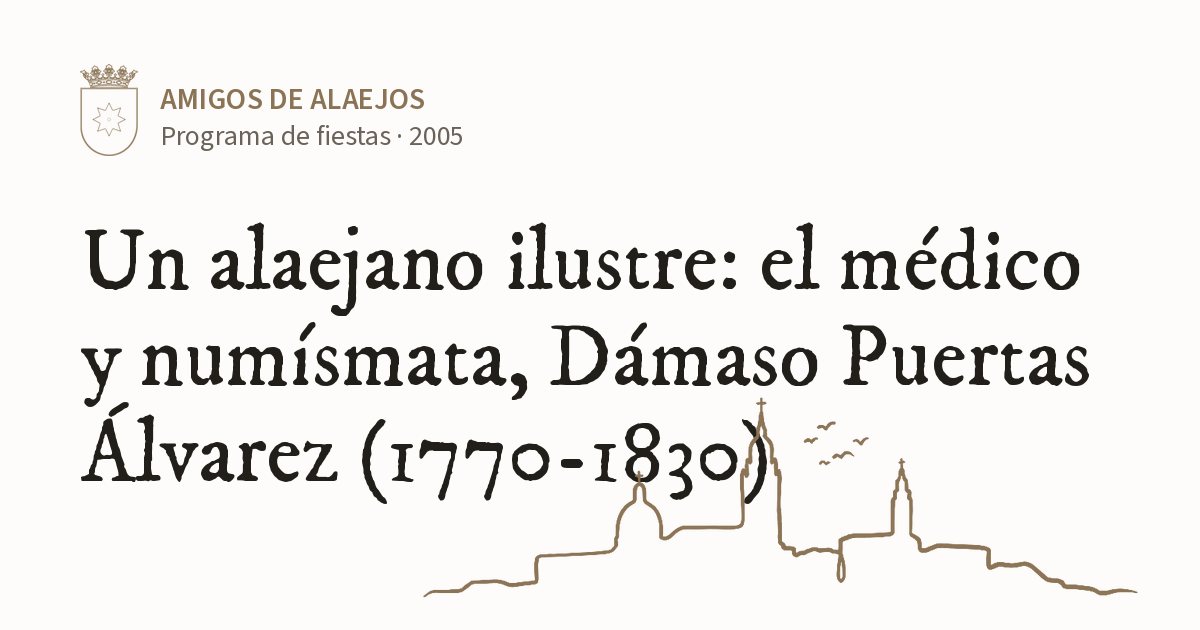 AMIGOS DE ALAEJOS
Programa de fiestas · 2005
Un alaejano ilustre: el médico
y numísmata, Dámaso Puertas
Álvarez (1770-1830)